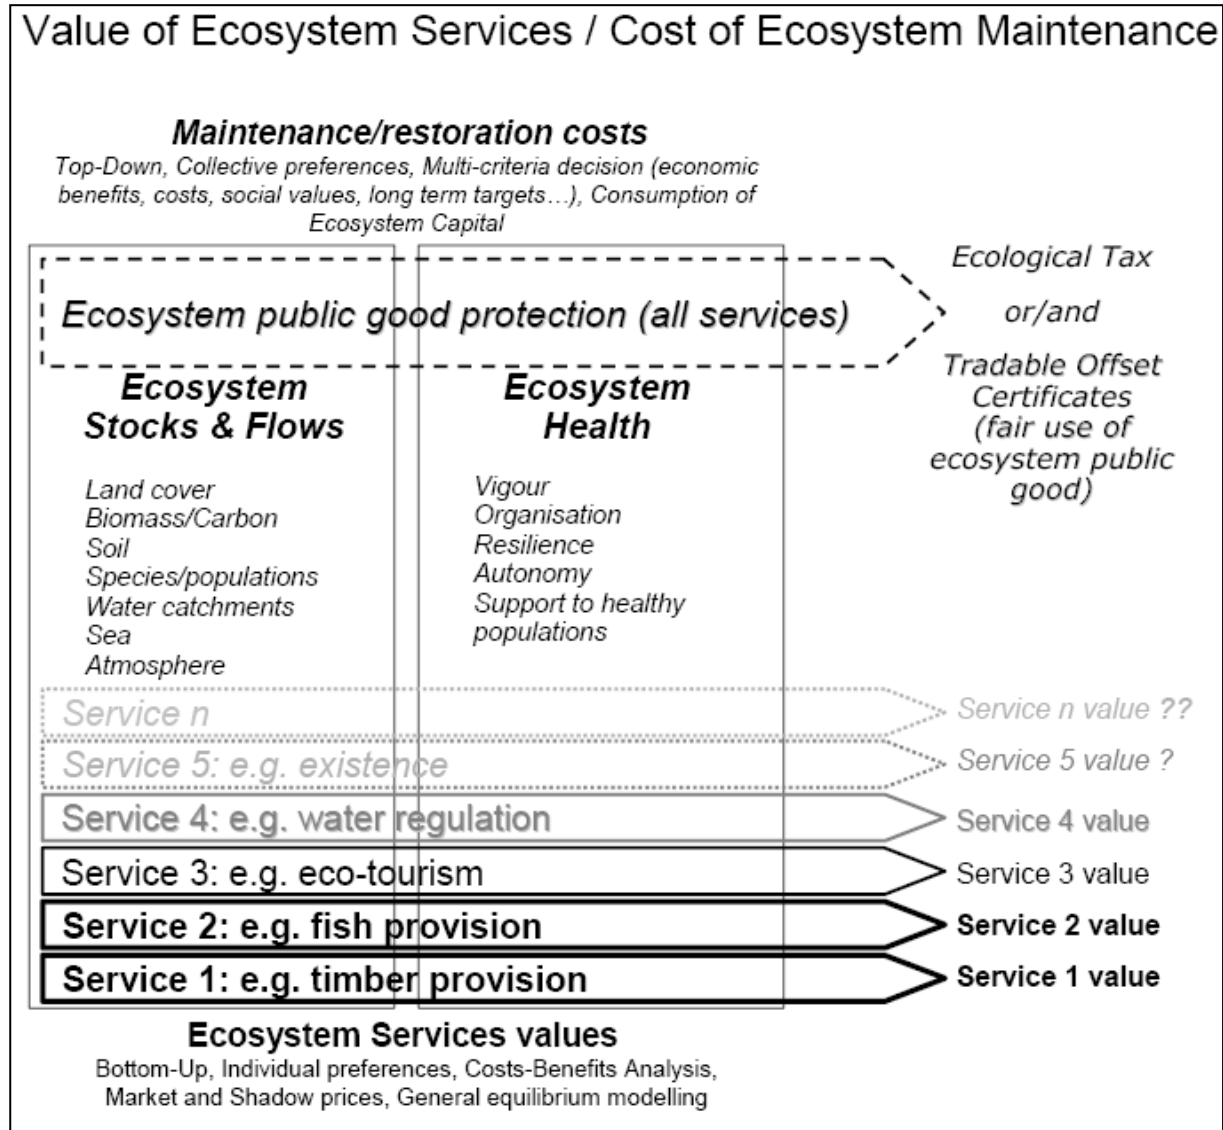 Value of Ecosystem Services / Cost of Ecosystem Maintenance
Maintenance/restoration costs
Top-Down, Collective preferences, Multi-criteria decision (economic
benefits, costs, social values, long term targets…), Consumption of
Ecosystem Capital
Ecosystem public good protection (all services)
Ecological Tax
or/and
Tradable Offset
Certificates
(fair use of
ecosystem public
good)
Ecosystem
Stocks & Flows
Land cover
Biomass/Carbon
Soil
Species/populations
Water catchments
Sea
Atmosphere
Ecosystem
Health
Vigour
Organisation
Resilience
Autonomy
Support to healthy
populations
Service n
Service n value ??
Service 5: e.g. existence
Service 5 value ?
Service 4: e.g. water regulation
Service 4 value
Service 3: e.g. eco-tourism
Service 3 value
Service 2: e.g. fish provision
Service 2 value
Service 1: e.g. timber provision
Service 1 value
Ecosystem Services values
Bottom-Up, Individual preferences, Costs-Benefits Analysis,
Market and Shadow prices, General equilibrium modelling